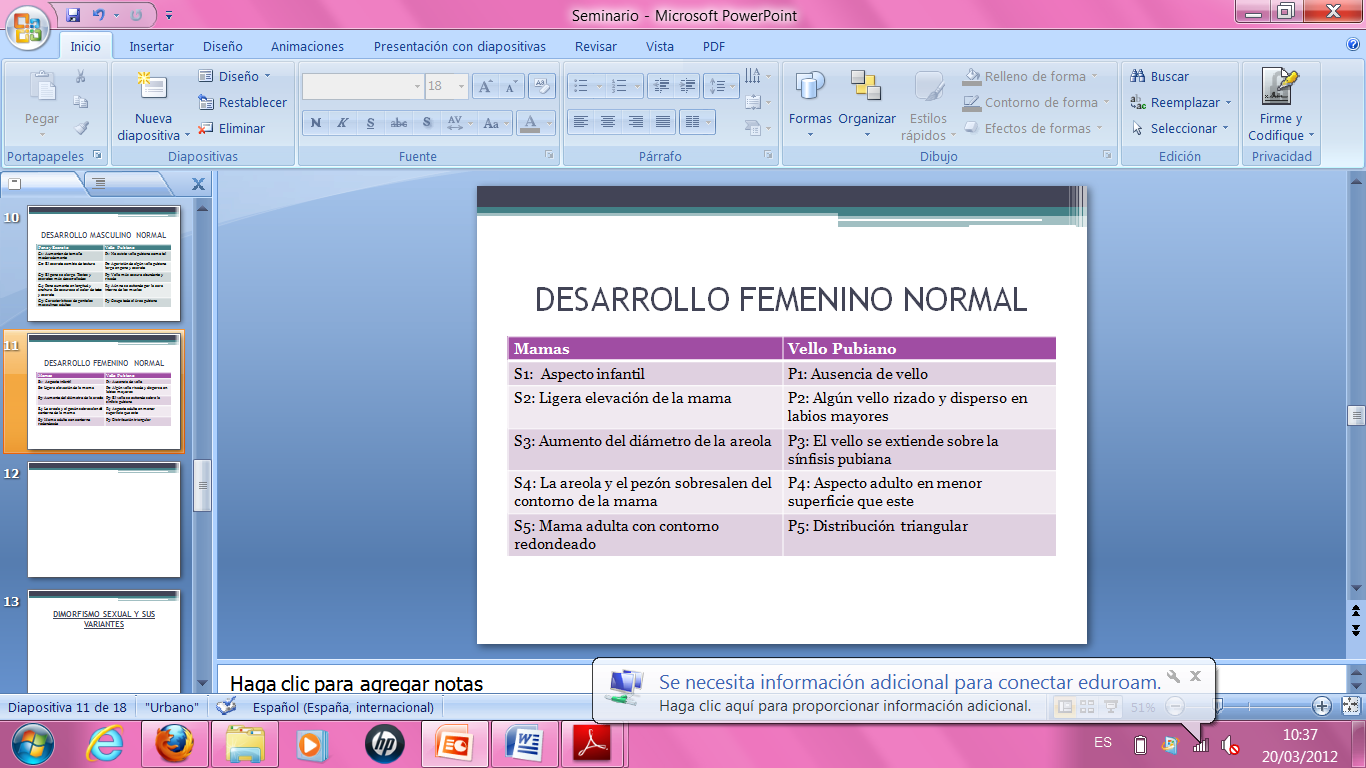 Seminario - Microsoft PowerPoint
Inicio Insertar Diseño Animaciones Presentación con diapositivas Revisar Vista PDF
Pegar
Portapapeles
Nueva
diapositiva
Diseño
Restablecer
Eliminar
Diapositivas
18
N K S abc S AV Aa A
Fuente
Párrafo
Formas
Organizar
Estilos
rápidos
Relleno de forma
Contorno de forma
Efectos de formas
Dibujo
Buscar
Reemplazar
Seleccionar
Edición
Firme y
Codifique
Privacidad
10
DESARROLLO MASCULINO NORMAL
11
DESARROLLO FEMENINO NORMAL
12
13
DIMORFISMO SEXUAL Y SUS
VARIANTES
DESARROLLO FEMENINO NORMAL
Mamas Vello Pubiano
S1: Aspecto infantil P1: Ausencia de vello
S2: Ligera elevación de la mama P2: Algún vello rizado y disperso en
labios mayores
S3: Aumento del diámetro de la areola P3: El vello se extiende sobre la
sínfisis pubiana
S4: La areola y el pezón sobresalen del
contorno de la mama
P4: Aspecto adulto en menor
superficie que este
S5: Mama adulta con contorno
redondeado
P5: Distribución triangular
Haga clic para agregar notas
Se necesita información adicional para conectar eduroam.
Haga clic aquí para proporcionar información adicional.
Diapositiva 11 de 18 "Urbano" Español (España, internacional) 51%
hp
ES
10:37
20/03/2012